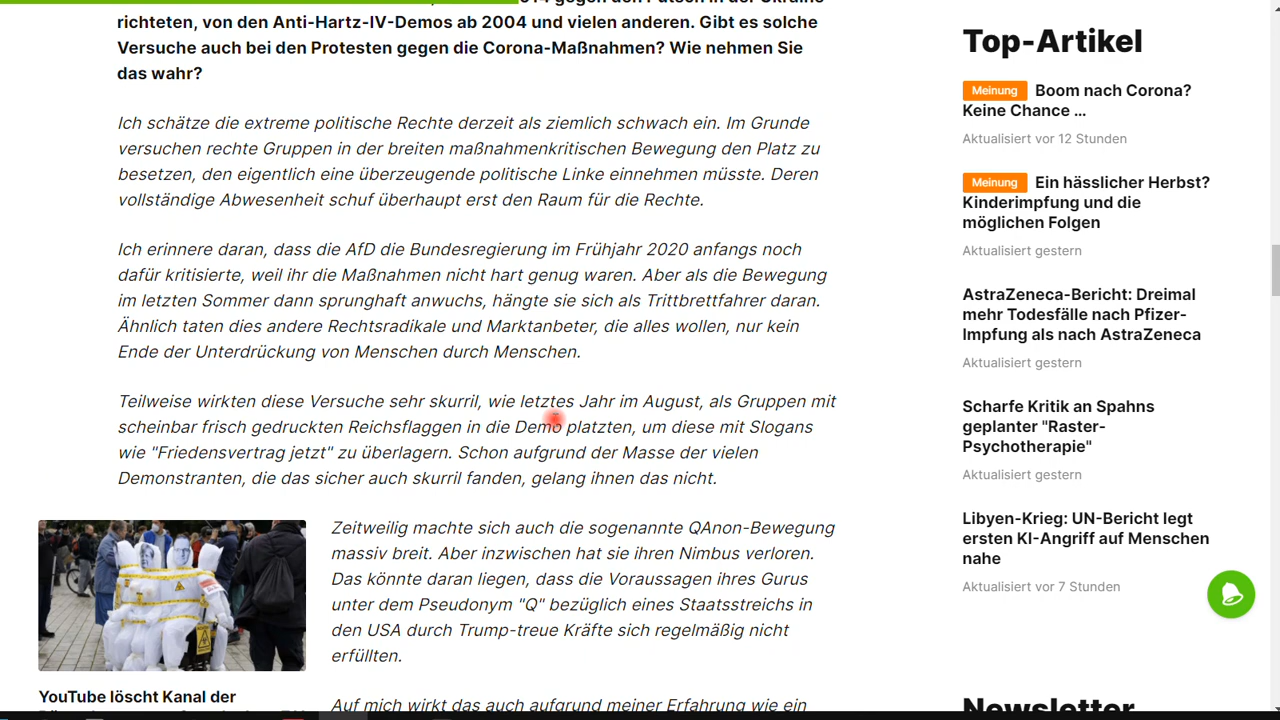 richteten, von den Anti-Hartz-IV-Demos ab 2004 und vielen anderen. Gibt es solche
Versuche auch bei den Protesten gegen die Corona-Maßnahmen? Wie nehmen Sie
das wahr?
Ich schätze die extreme politische Rechte derzeit als ziemlich schwach ein. Im Grunde
versuchen rechte Gruppen in der breiten maßnahmenkritischen Bewegung den Platz zu
besetzen, den eigentlich eine überzeugende politische Linke einnehmen müsste. Deren
vollständige Abwesenheit schuf überhaupt erst den Raum für die Rechte.
Ich erinnere daran, dass die AfD die Bundesregierung im Frühjahr 2020 anfangs noch
dafür kritisierte, weil ihr die Maßnahmen nicht hart genug waren. Aber als die Bewegung
im letzten Sommer dann sprunghaft anwuchs, hängte sie sich als Trittbrettfahrer daran.
Ähnlich taten dies andere Rechtsradikale und Marktanbeter, die alles wollen, nur kein
Ende der Unterdrückung von Menschen durch Menschen.
Teilweise wirkten diese Versuche sehr skurril, wie letztes Jahr im August, als Gruppen mit
scheinbar frisch gedruckten Reichsflaggen in die Demo platzten, um diese mit Slogans
wie "Friedensvertrag jetzt" zu überlagern. Schon aufgrund der Masse der vielen
Demonstranten, die das sicher auch skurril fanden, gelang ihnen das nicht.
Zeitweilig machte sich auch die sogenannte QAnon-Bewegung
massiv breit. Aber inzwischen hat sie ihren Nimbus verloren.
Das könnte daran liegen, dass die Voraussagen ihres Gurus
unter dem Pseudonym "Q" bezüglich eines Staatsstreichs in
den USA durch Trump-treue Kräfte sich regelmäßig nicht
erfüllten.
Auf mich wirkt das auch aufgrund meiner Erfahrung wie ein
YouTube löscht Kanal der
Top-Artikel
Meinung Boom nach Corona?
Keine Chance ...
Aktualisiert vor 12 Stunden
Meinung Ein hässlicher Herbst?
Kinderimpfung und die
möglichen Folgen
Aktualisiert gestern
AstraZeneca-Bericht: Dreimal
mehr Todesfälle nach Pfizer-
Impfung als nach AstraZeneca
Aktualisiert gestern
Scharfe Kritik an Spahns
geplanter "Raster-
Psychotherapie"
Aktualisiert gestern
Libyen-Krieg: UN-Bericht legt
ersten KI-Angriff auf Menschen
nahe
Aktualisiert vor 7 Stunden
Newsletter